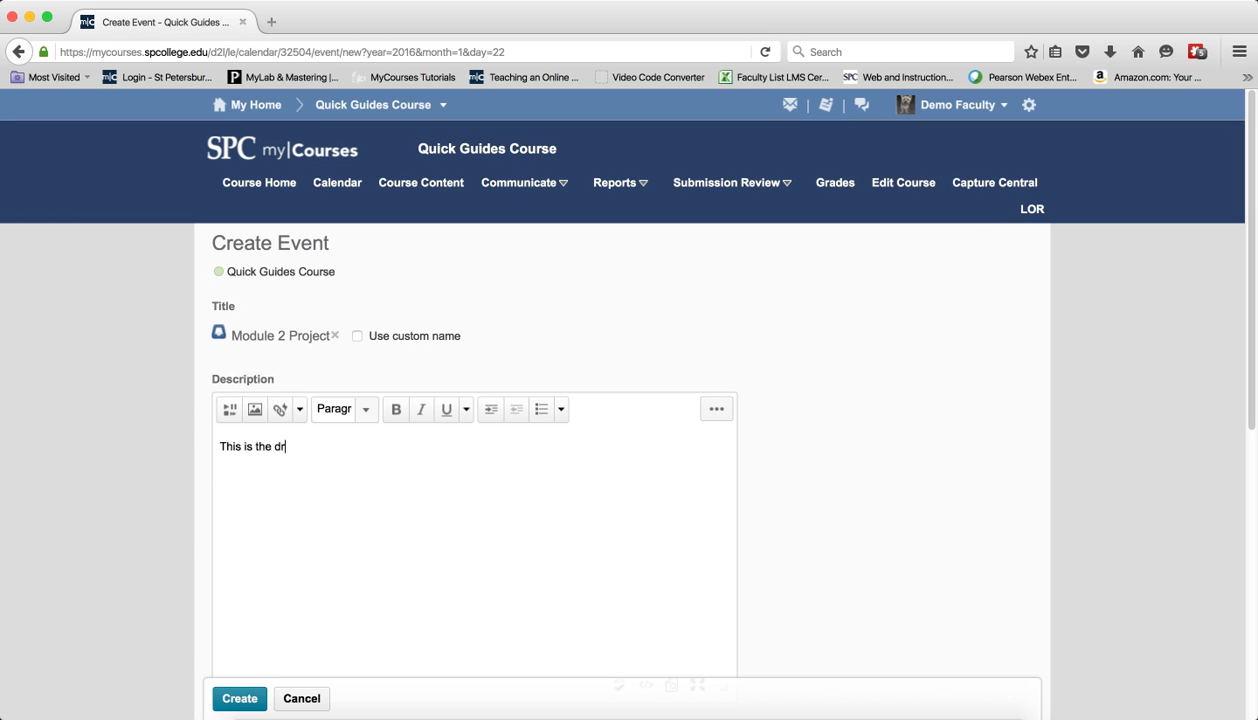 Create Event - Quick Guides ...
https://mycourses.spcollege.edu/d2l/le/calendar/32504/event/new?year=2016&month=1&day=22
Search
5
Most Visited
Login - St Petersbur...
MyLab & Mastering |...
MyCourses Tutorials
Teaching an Online ...
Video Code Converter
Faculty List LMS Cer...
Web and Instruction...
Pearson Webex Ent...
Amazon.com: Your ...
My Home
Quick Guides Course
Demo Faculty
SPC my|Courses
Quick Guides Course
Course Home
Calendar
Course Content
Communicate
Reports
Submission Review
Grades
Edit Course
Capture Central
LOR
Create Event
Quick Guides Course
Title
Module 2 Project
Use custom name
Description
Paragr
B I U
This is the dr
Create
Cancel